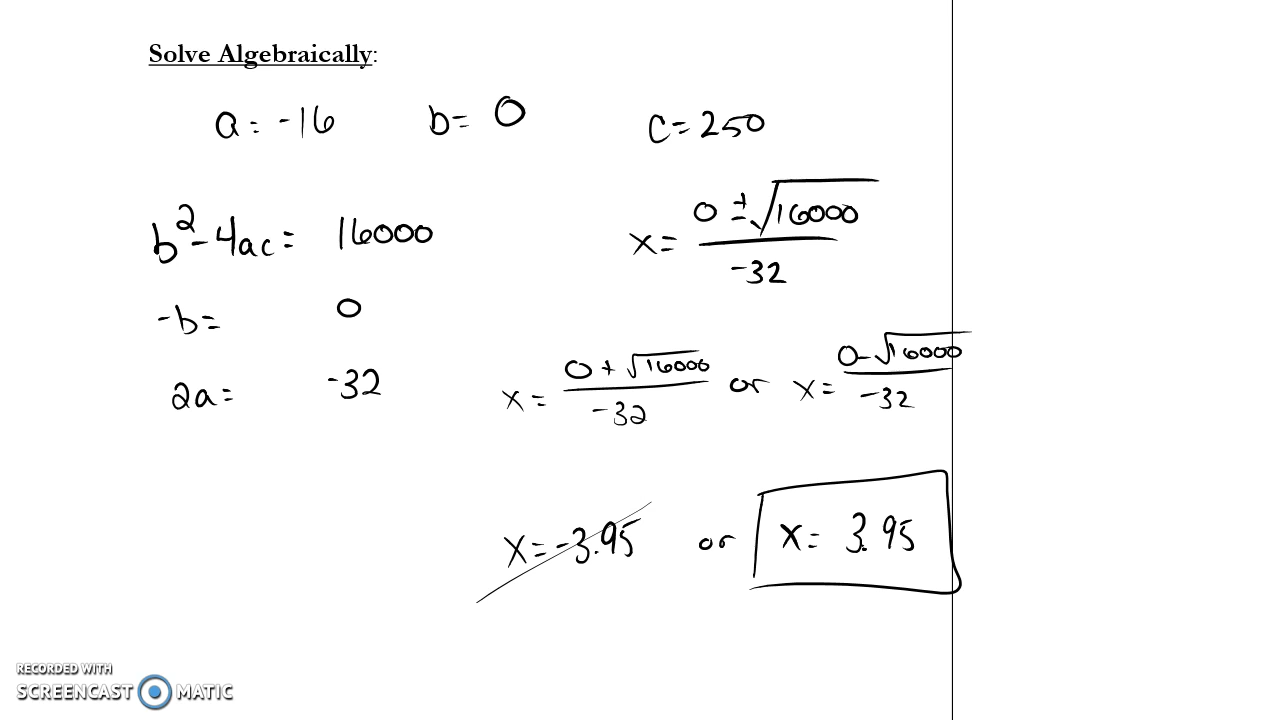 Solve Algebraically:
a = -16 b = 0 c = 250
b² - 4ac = 16000
x = (0 ± √16000) / -32
-b = 0
2a = -32
x = (0 + √16000) / -32 or x = (0 - √16000) / -32
x = -3.95 or x = 3.95
RECORDED WITH
SCREENCAST MATIC